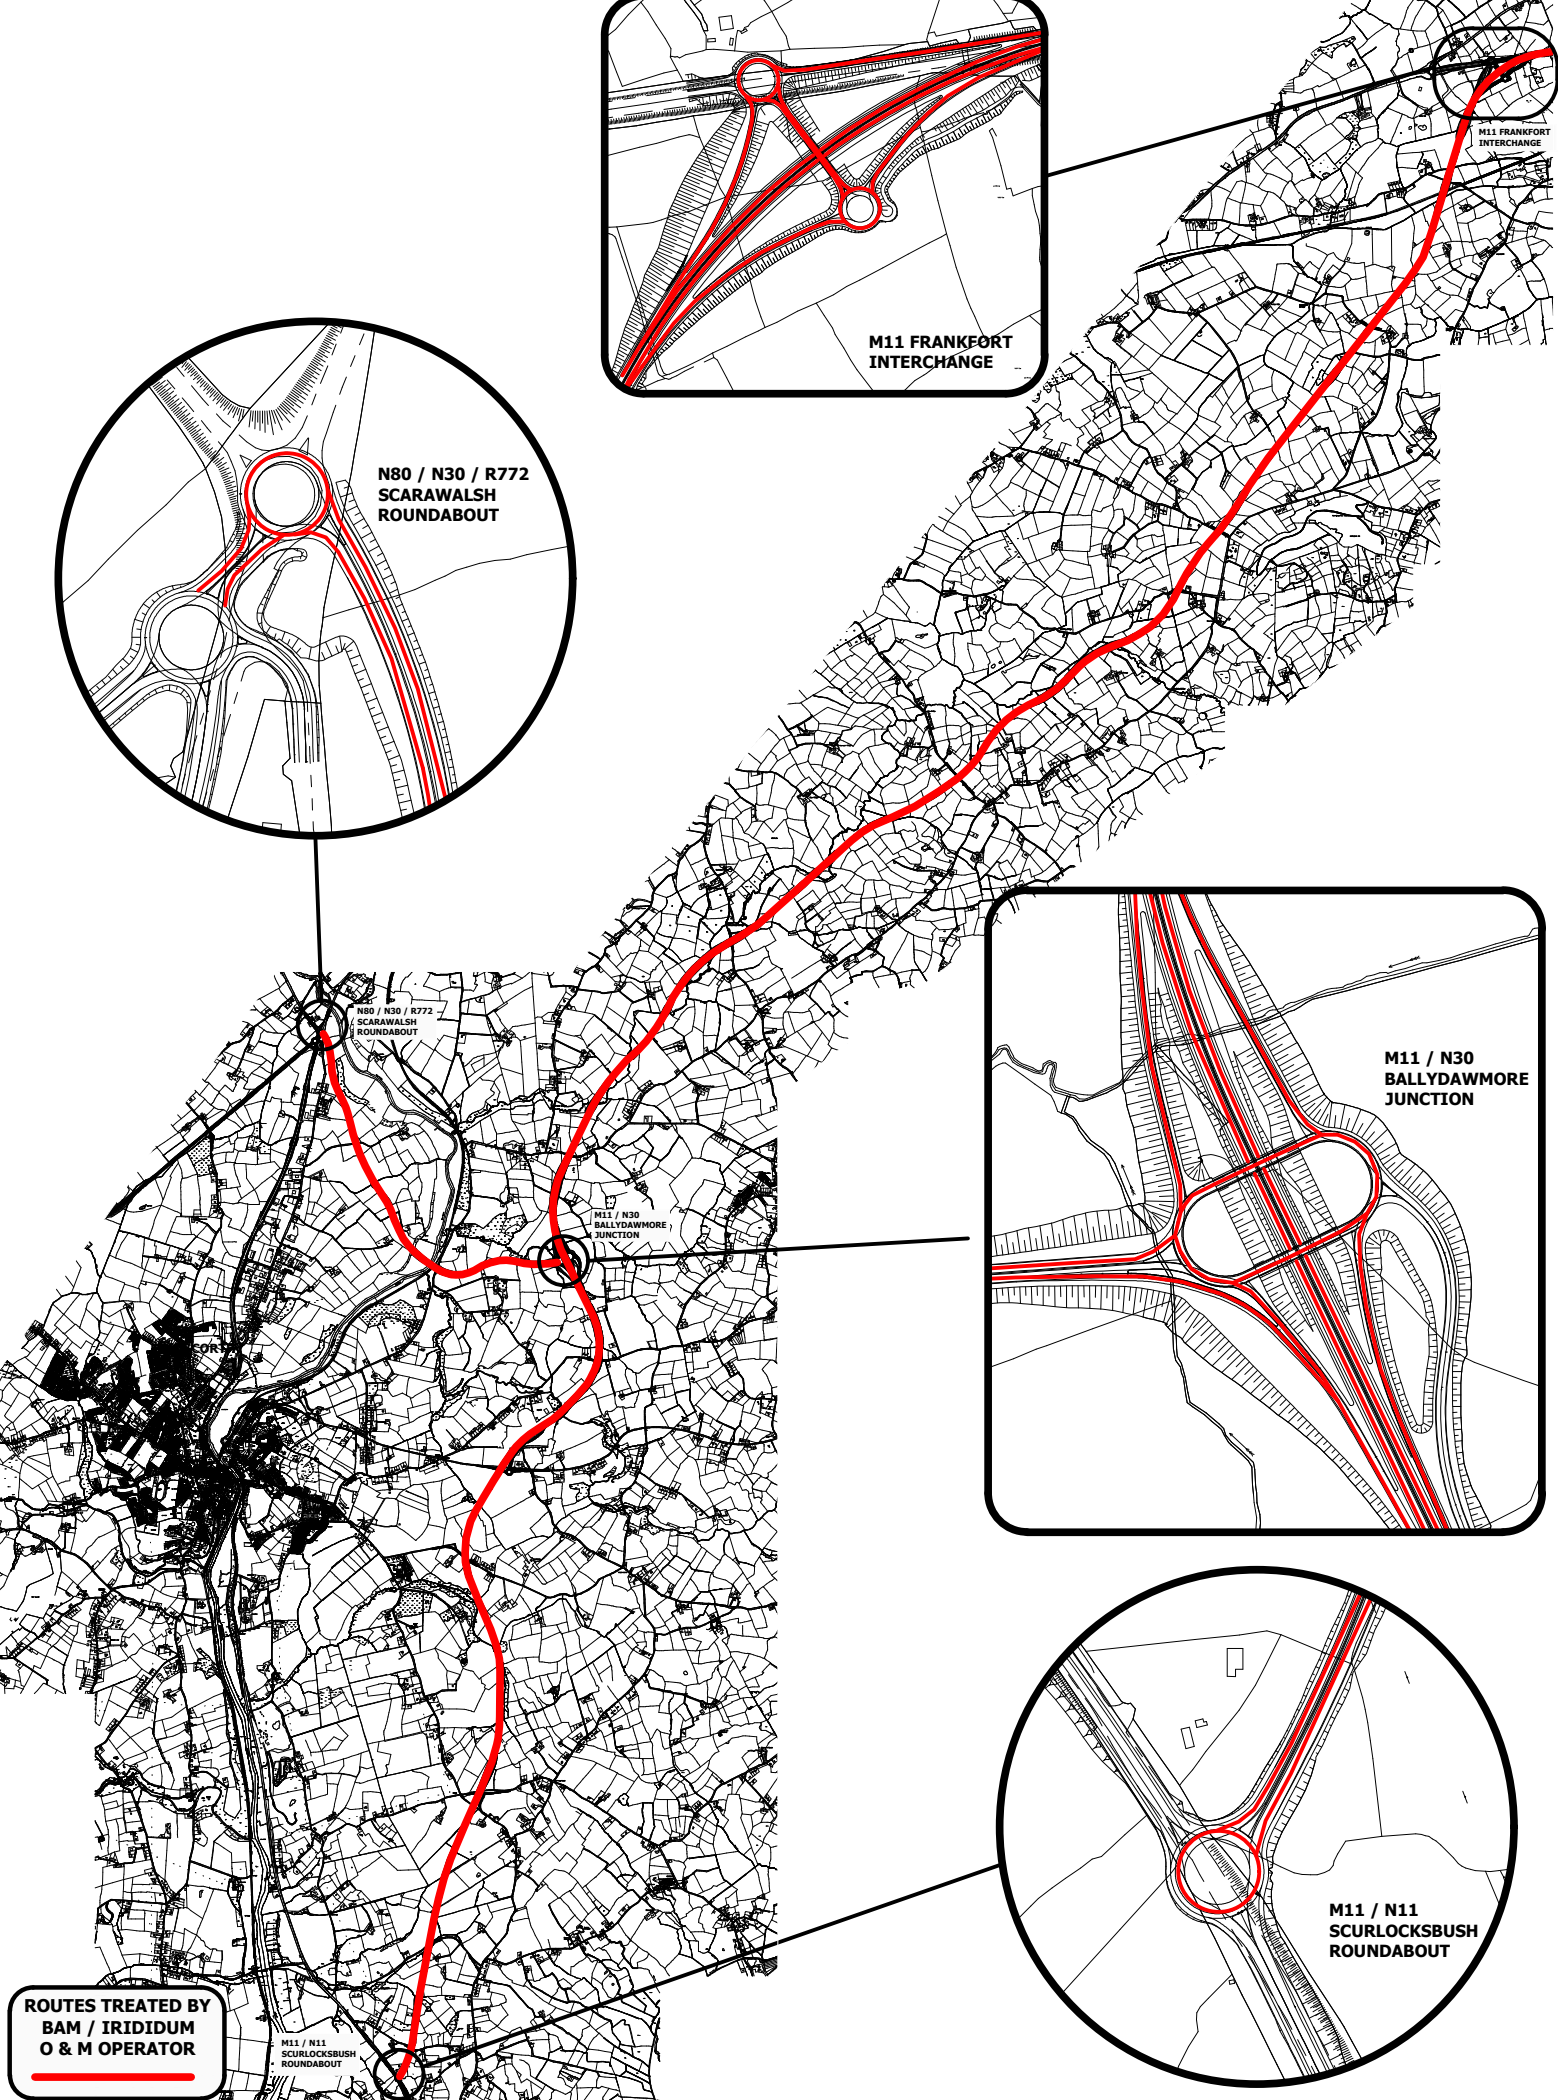 M11 FRANKFORT
INTERCHANGE
M11 FRANKFORT
INTERCHANGE
N80 / N30 / R772
SCARAWALSH
ROUNDABOUT
N80 / N30 / R772
SCARAWALSH
ROUNDABOUT
M11 / N30
BALLYDAWMORE
JUNCTION
M11 / N30
BALLYDAWMORE
JUNCTION
M11 / N11
SCURLOCKSBUSH
ROUNDABOUT
ROUTES TREATED BY
BAM / IRIDIDUM
O & M OPERATOR
M11 / N11
SCURLOCKSBUSH
ROUNDABOUT